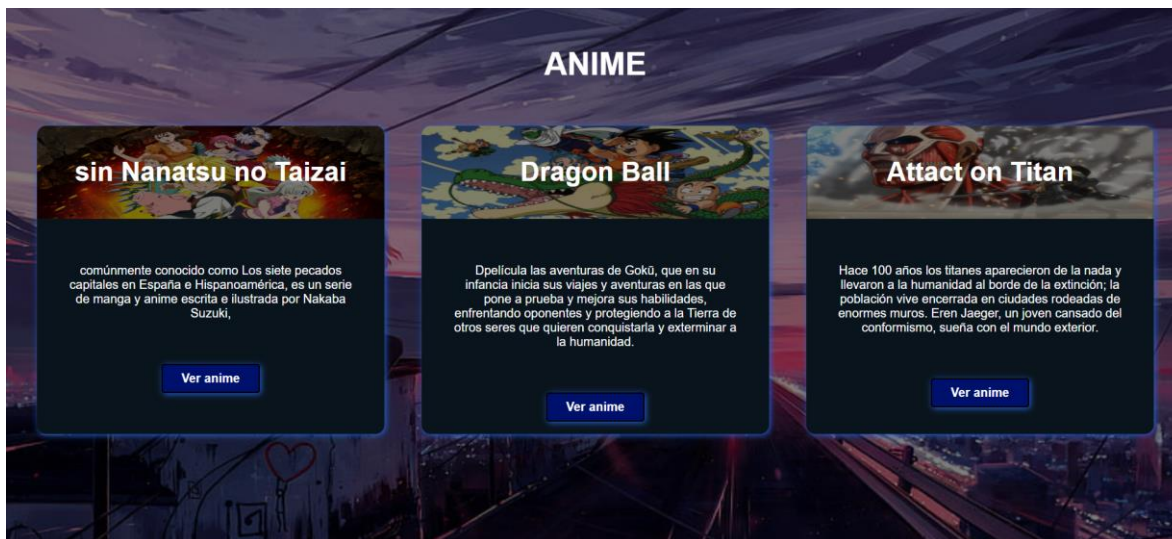 ANIME
sin Nanatsu no Taizai
comúnmente conocido como Los siete pecados
capitales en España e Hispanoamérica, es un serie
de manga y anime escrita e ilustrada por Nakaba
Suzuki,
Ver anime
Dragon Ball
Dpelícula las aventuras de Gokū, que en su
infancia inicia sus viajes y aventuras en las que
pone a prueba y mejora sus habilidades,
enfrentando oponentes y protegiendo a la Tierra de
otros seres que quieren conquistarla y exterminar a
la humanidad.
Ver anime
Attact on Titan
Hace 100 años los titanes aparecieron de la nada y
llevaron a la humanidad al borde de la extinción; la
población vive encerrada en ciudades rodeadas de
enormes muros. Eren Jaeger, un joven cansado del
conformismo, sueña con el mundo exterior.
Ver anime